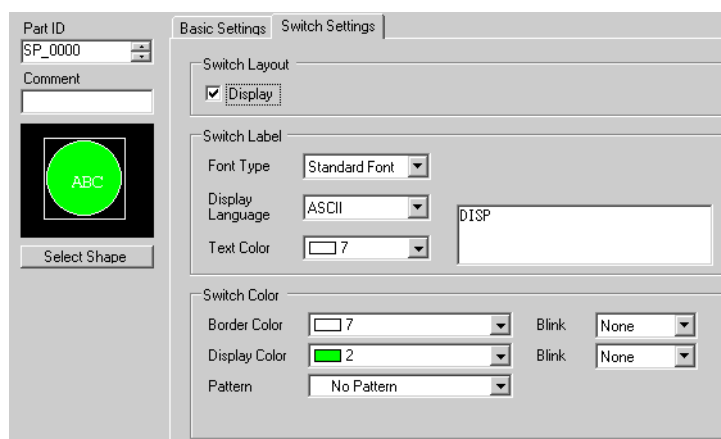 Part ID
SP_0000
Comment
ABC
Select Shape
Basic Settings Switch Settings
Switch Layout
Display
Switch Label
Font Type Standard Font
Display Language ASCII
DISP
Text Color 7
Switch Color
Border Color 7 Blink None
Display Color 2 Blink None
Pattern No Pattern